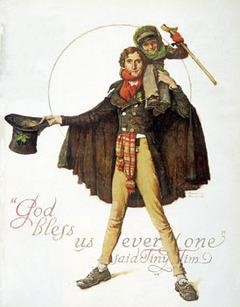 "God
bless
us every one"
said Tiny Tim